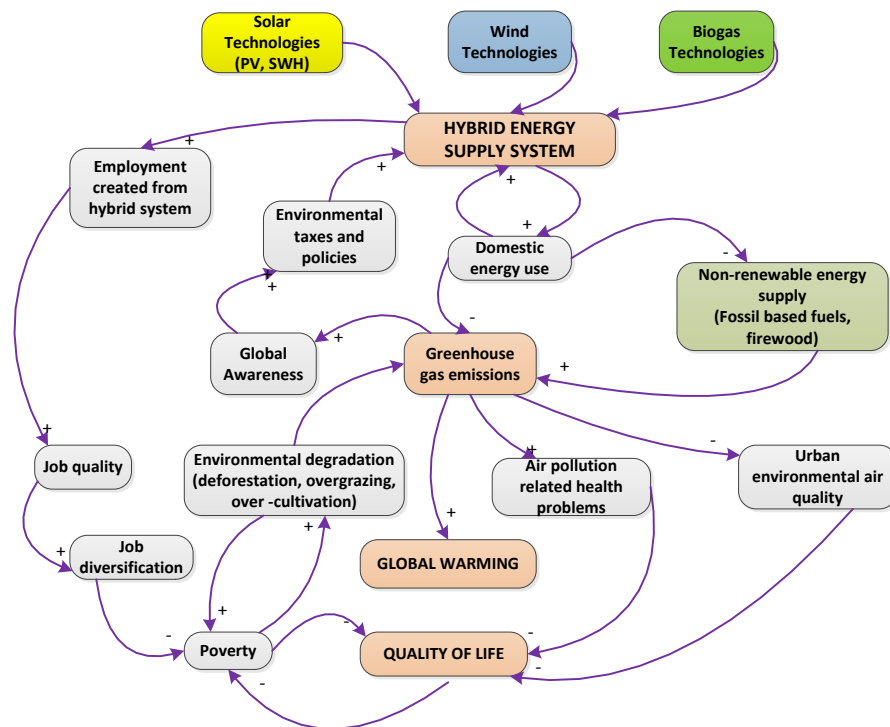 Solar
Technologies
(PV, SWH)
Wind
Technologies
Biogas
Technologies
HYBRID ENERGY
SUPPLY SYSTEM
+
Employment
created from
hybrid system
+
+
+
Environmental
taxes and
policies
+
+
Domestic
energy use
-
Non-renewable energy
supply
(Fossil based fuels,
firewood)
-
+
Global
Awareness
Greenhouse
gas emissions
+
+
+
Job quality
Environmental degradation
(deforestation, overgrazing,
over -cultivation)
+
Air pollution
related health
problems
-
Urban
environmental air
quality
+
+
+
Job
diversification
GLOBAL WARMING
+
-
Poverty
-
QUALITY OF LIFE
-
-
-